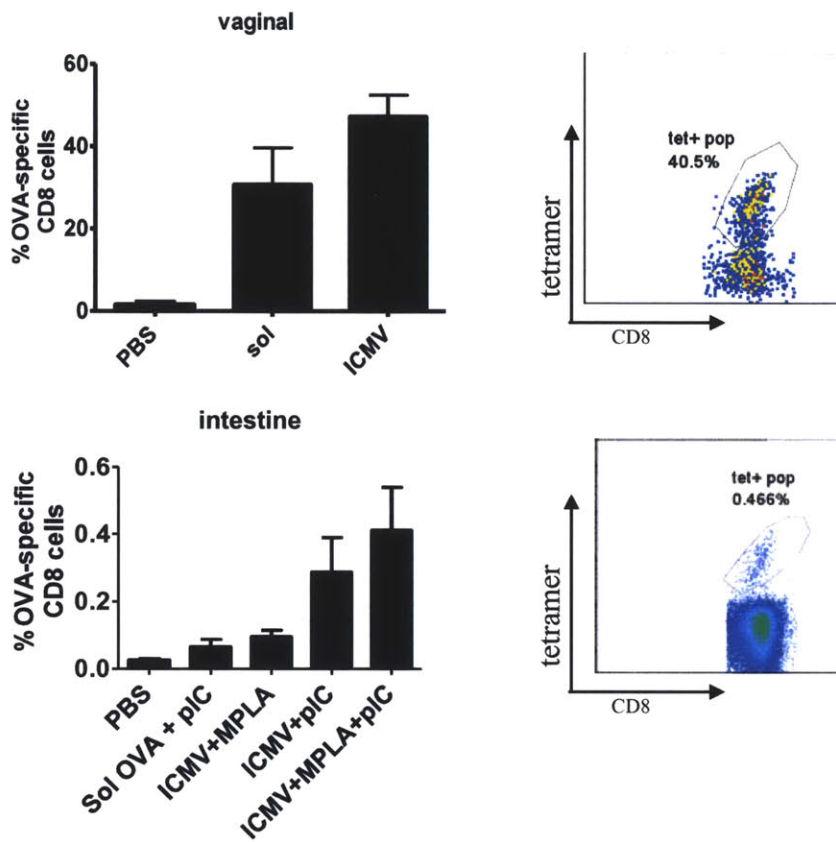 vaginal
% OVA-specific
CD8 cells
60
40
20
0
PBS
sol
ICMV
tet+ pop
40.5%
tetramer
CD8
intestine
% OVA-specific
CD8 cells
0.6
0.4
0.2
0.0
PBS
Sol OVA + pIC
ICMV+MPLA
ICMV+pIC
ICMV+MPLA+pIC
tet+ pop
0.466%
tetramer
CD8